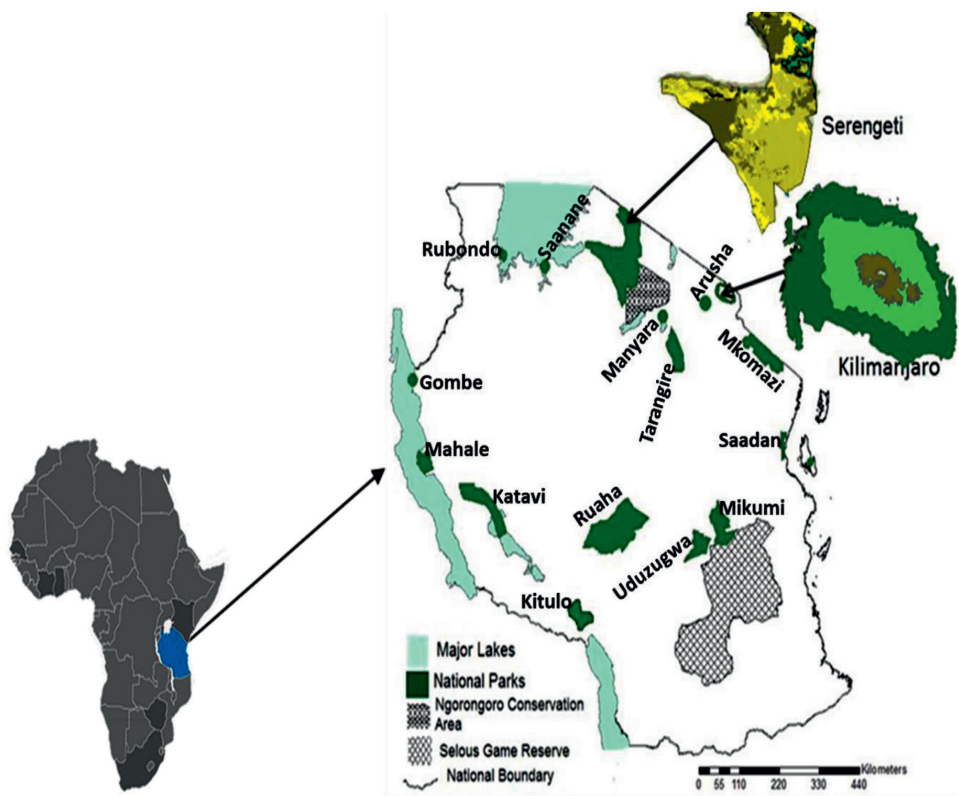 Serengeti
Rubondo
Saanane
Arusha
Kilimanjaro
Manyara
Mkomazi
Tarangire
Gombe
Saadan
Mahale
Katavi
Ruaha
Mikumi
Uduzugwa
Kitulo
Major Lakes
National Parks
Ngorongoro Conservation
Area
Selous Game Reserve
National Boundary
Kilometers
0 55 110 220 330 440